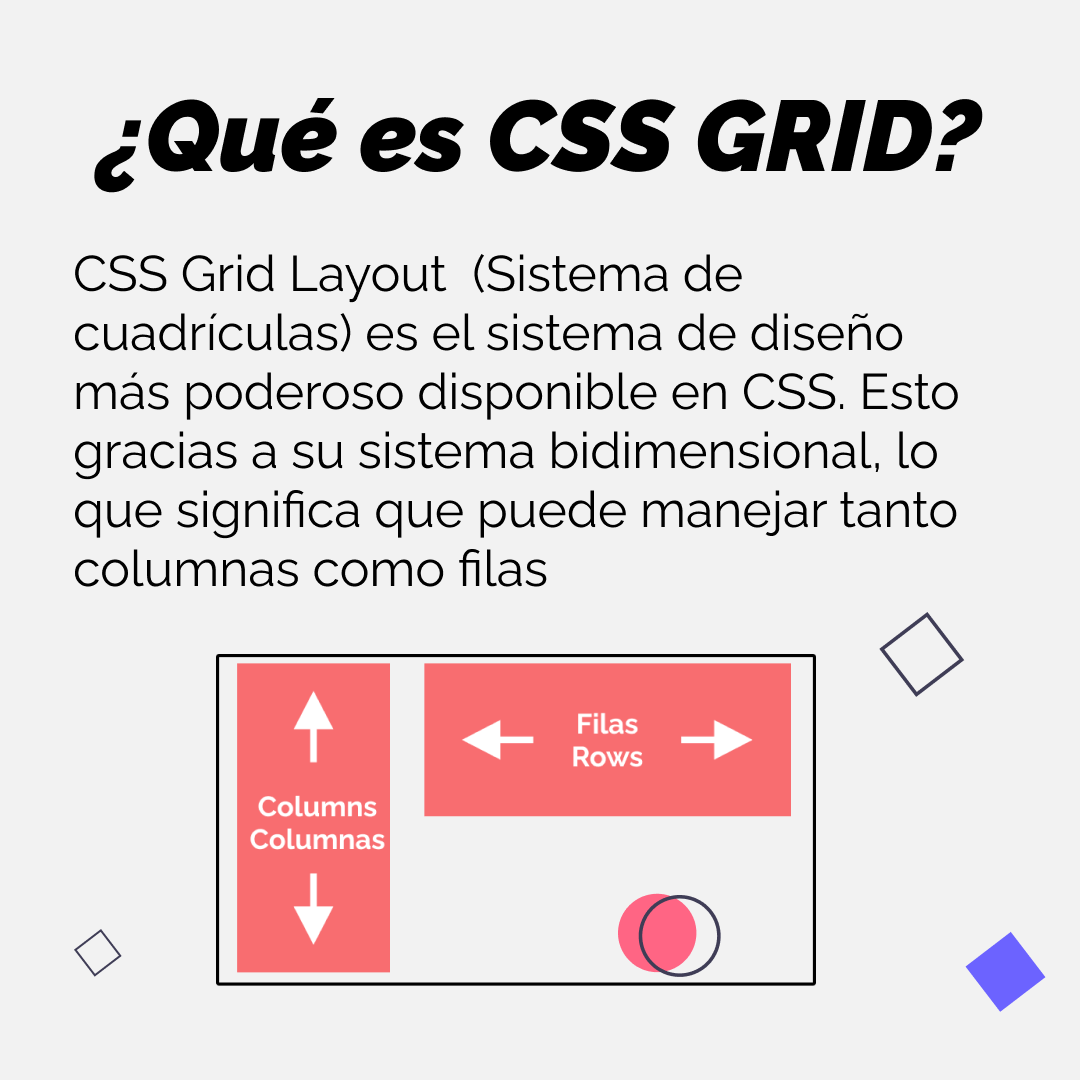 ¿Qué es CSS GRID?
CSS Grid Layout  (Sistema de
cuadrículas) es el sistema de diseño
más poderoso disponible en CSS. Esto
gracias a su sistema bidimensional, lo
que significa que puede manejar tanto
columnas como filas
Filas
Rows
Columns
Columnas